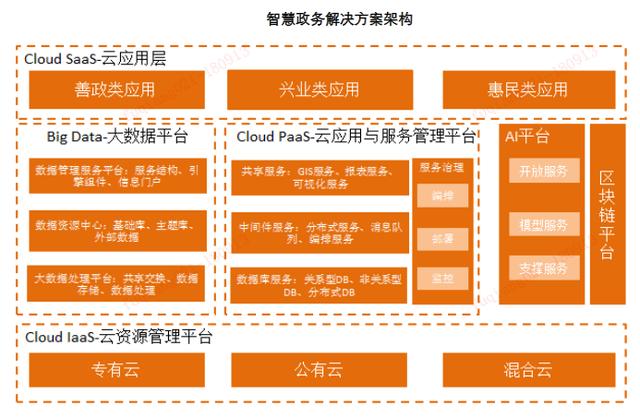 智慧政务解决方案架构
Cloud SaaS-云应用层
善政类应用
兴业类应用
惠民类应用
Big Data-大数据平台
数据管理服务平台：服务结构、引
擎组件、信息门户
数据资源中心：基础库、主题库、
外部数据
大数据处理平台：共享交换、数据
存储、数据处理
Cloud PaaS-云应用与服务管理平台
共享服务：GIS服务、报表服务、
可视化服务
中间件服务：分布式服务、消息队
列、编排服务
数据库服务：关系型DB、非关系型
DB、分布式DB
服务治理
编排
部署
监控
AI平台
开放服务
模型服务
支撑服务
区块链平台
Cloud IaaS-云资源管理平台
专有云
公有云
混合云